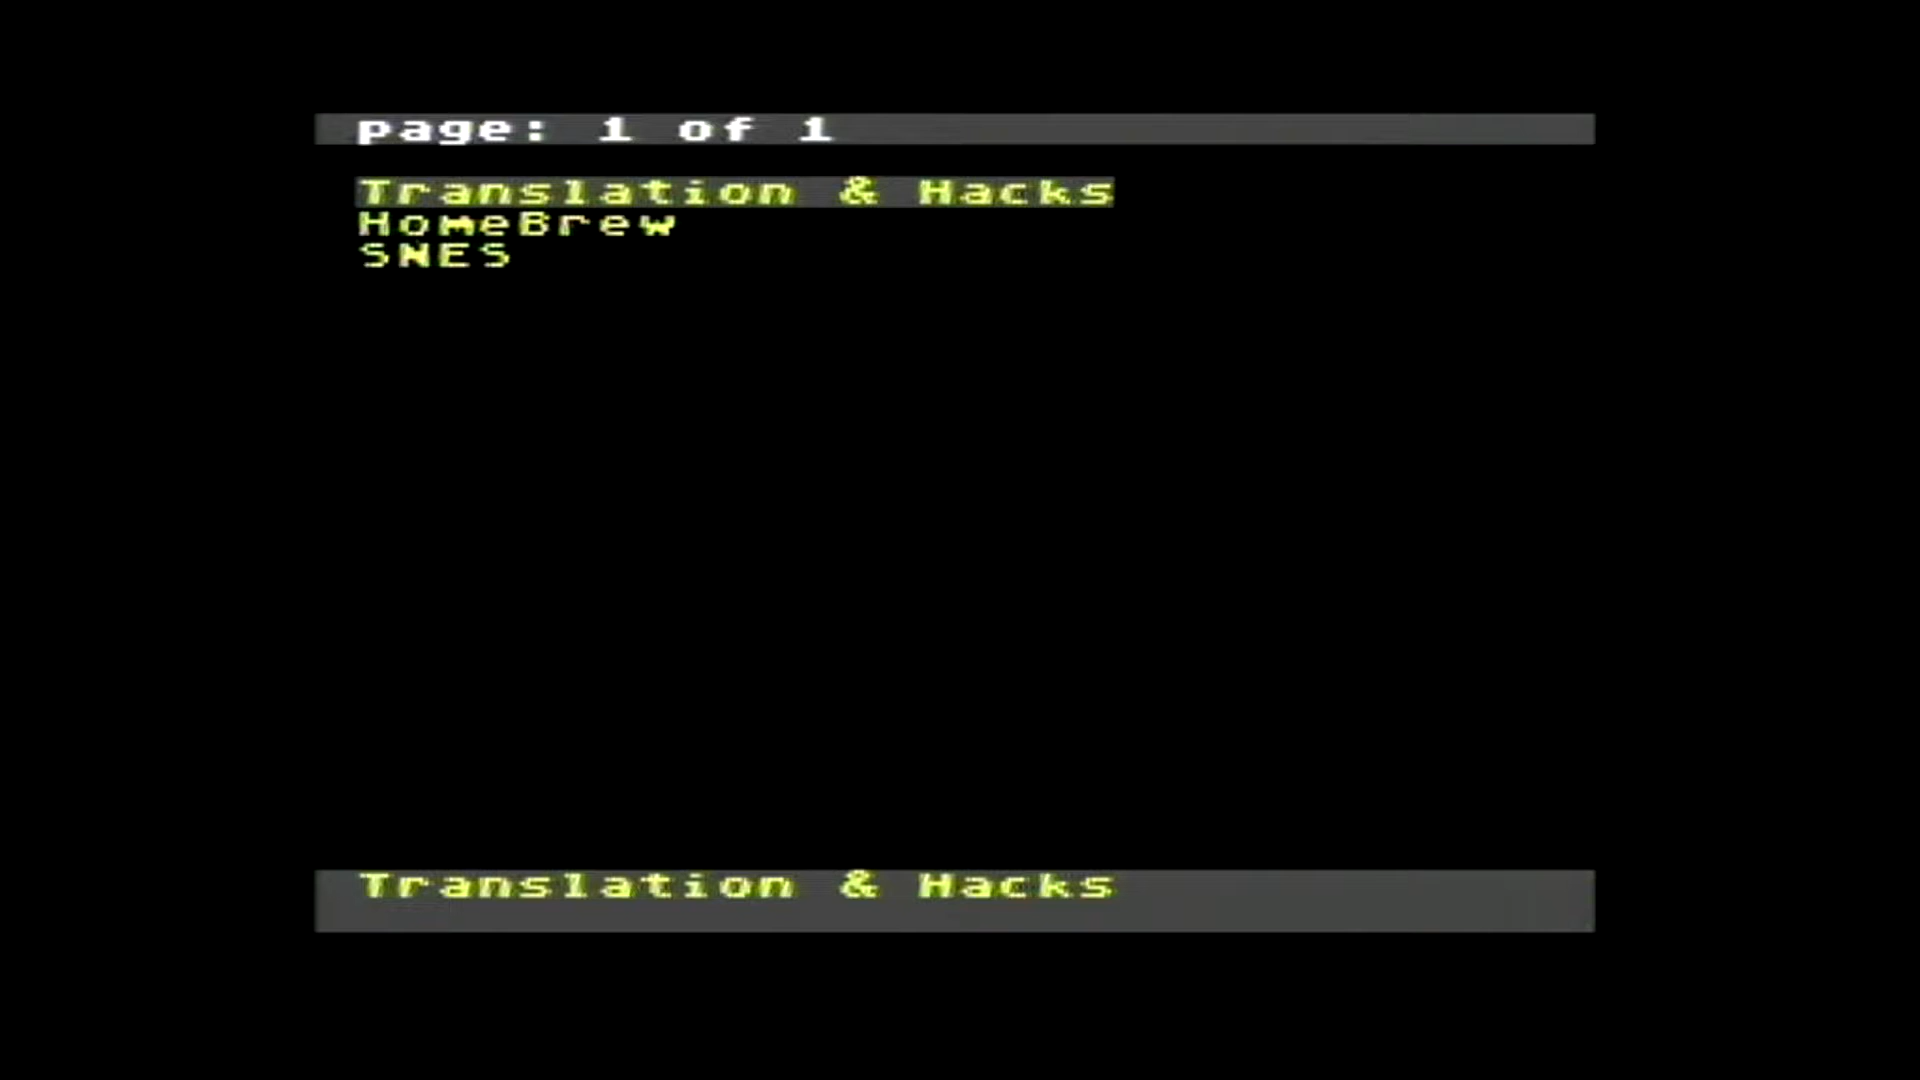 page: 1 of 1
Translation & Hacks
HomeBrew
SNES
Translation & Hacks